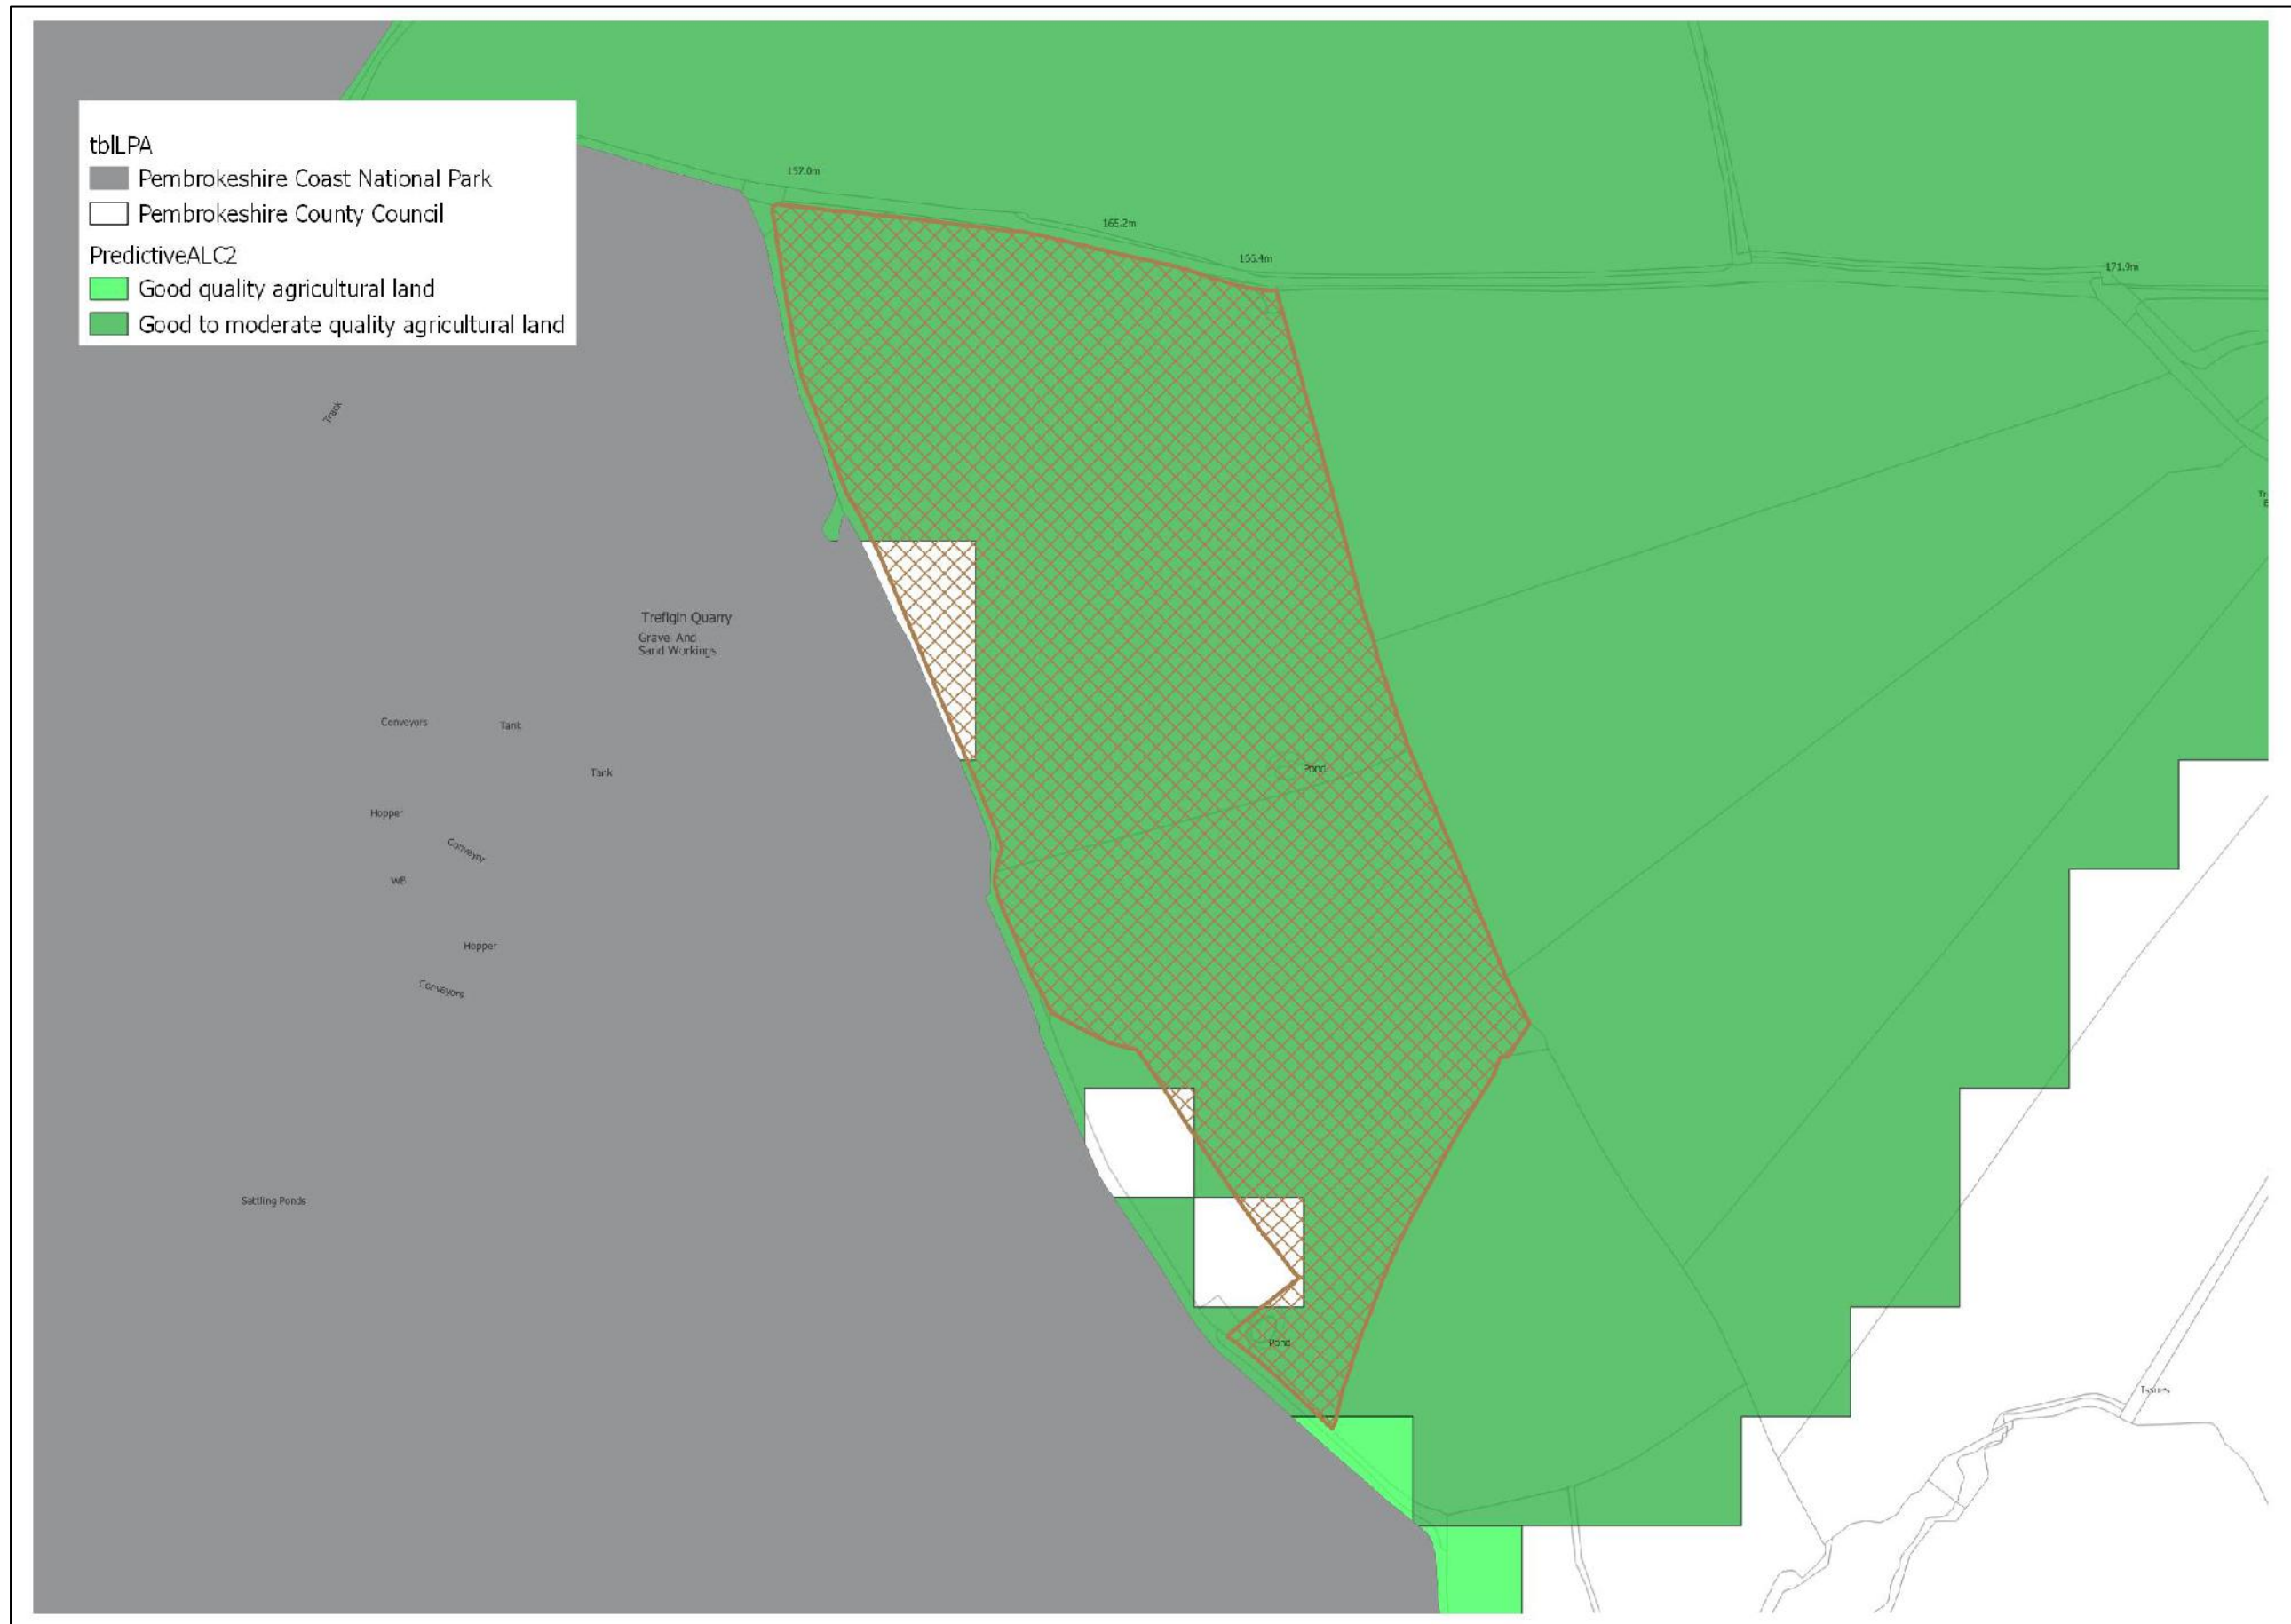 tblLPA
Pembrokeshire Coast National Park
Pembrokeshire County Council
PredictiveALC2
Good quality agricultural land
Good to moderate quality agricultural land
157.0m
165.2m
166.4m
171.9m
Track
Trefigin Quarry
Gravel And
Sand Workings
Conveyors
Tank
Pond
Tank
Hopper
Conveyor
WB
Hopper
Conveyors
Settling Ponds
Pond
Issues